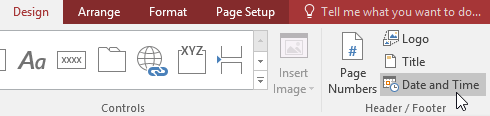 Design Arrange Format Page Setup Tell me what you want to do...
Aa XXXX XYZ Insert Image Page Numbers Logo
Title
Date and Time
Controls Header / Footer